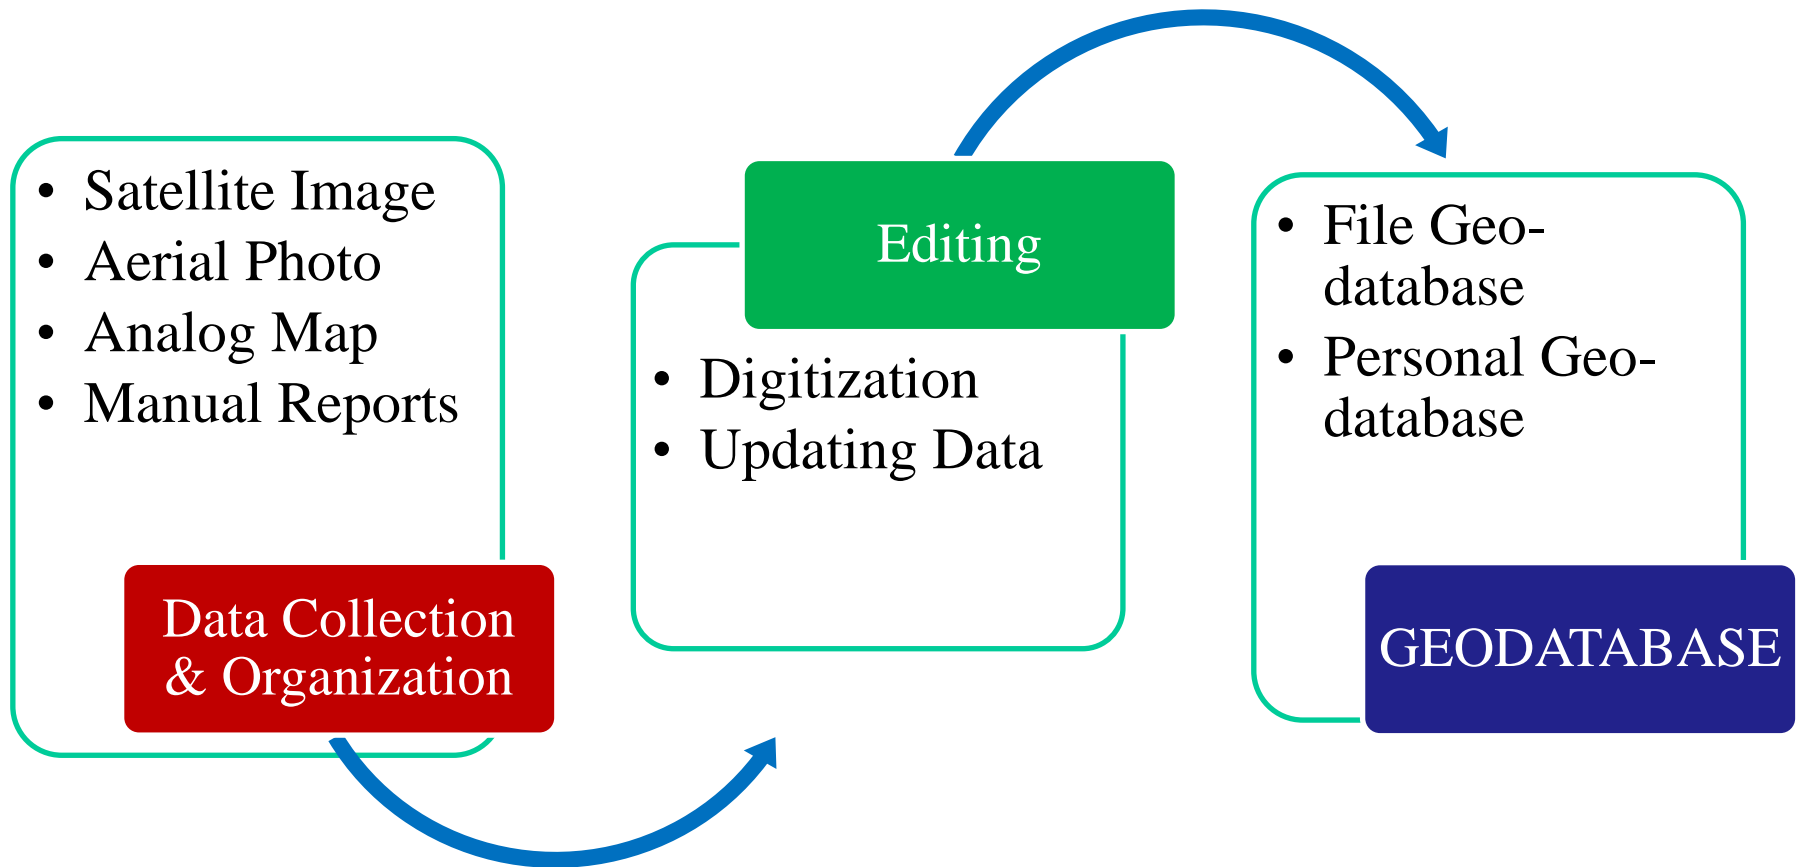 • Satellite Image
• Aerial Photo
• Analog Map
• Manual Reports
Data Collection
& Organization
Editing
• Digitization
• Updating Data
• File Geo-
database
• Personal Geo-
database
GEODATABASE